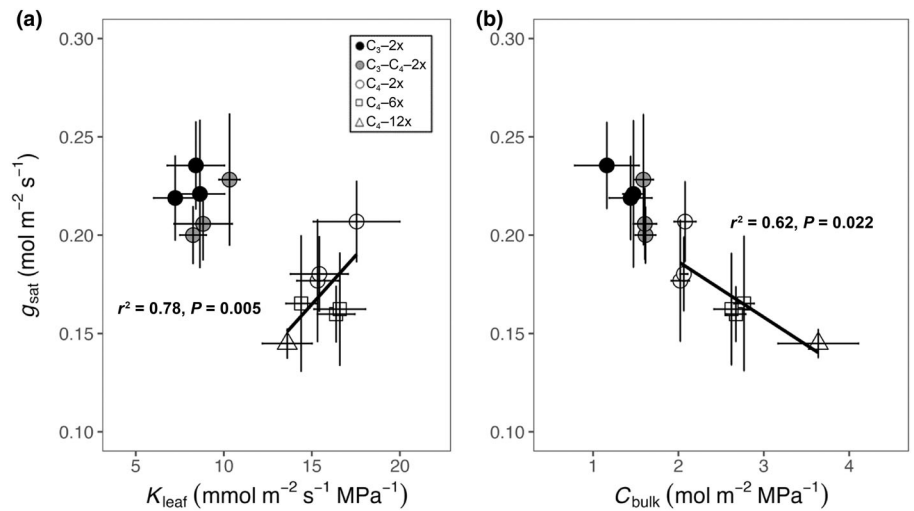 (a)
0.30
0.25
0.20
0.15
0.10
g_sat (mol m⁻² s⁻¹)
C₃–2x
C₃–C₄–2x
C₄–2x
C₄–6x
C₄–12x
r² = 0.78, P = 0.005
5 10 15 20
K_leaf (mmol m⁻² s⁻¹ MPa⁻¹)
(b)
0.30
0.25
0.20
0.15
0.10
r² = 0.62, P = 0.022
1 2 3 4
C_bulk (mol m⁻² MPa⁻¹)